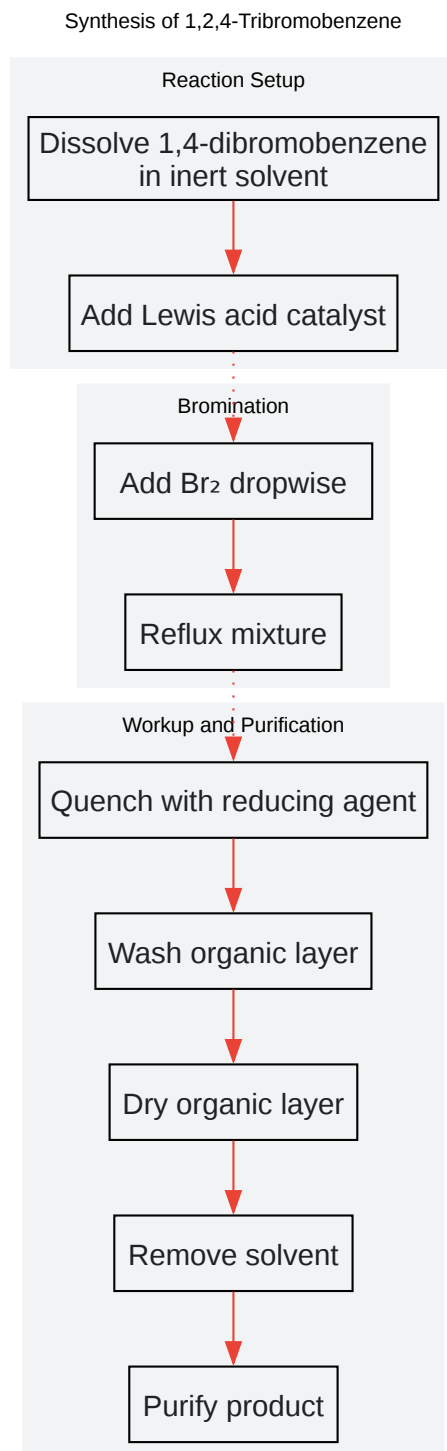 Synthesis of 1,2,4-Tribromobenzene
Reaction Setup
Dissolve 1,4-dibromobenzene
in inert solvent
Add Lewis acid catalyst
Bromination
Add Br₂ dropwise
Reflux mixture
Workup and Purification
Quench with reducing agent
Wash organic layer
Dry organic layer
Remove solvent
Purify product